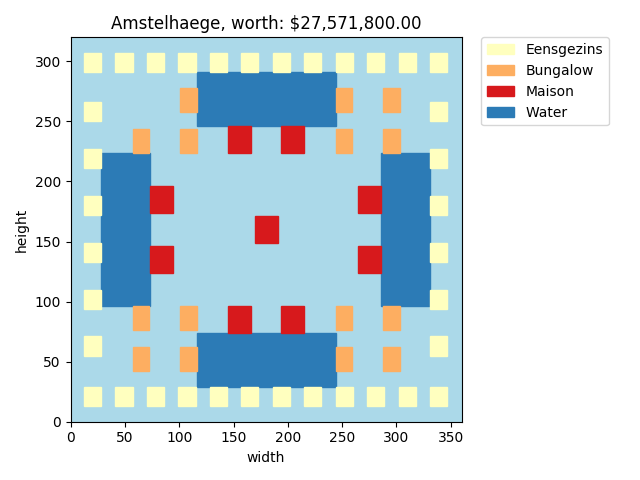 Amstelhaege, worth: $27,571,800.00
Eensgezins
Bungalow
Maison
Water
height
300
250
200
150
100
50
0
0 50 100 150 200 250 300 350
width